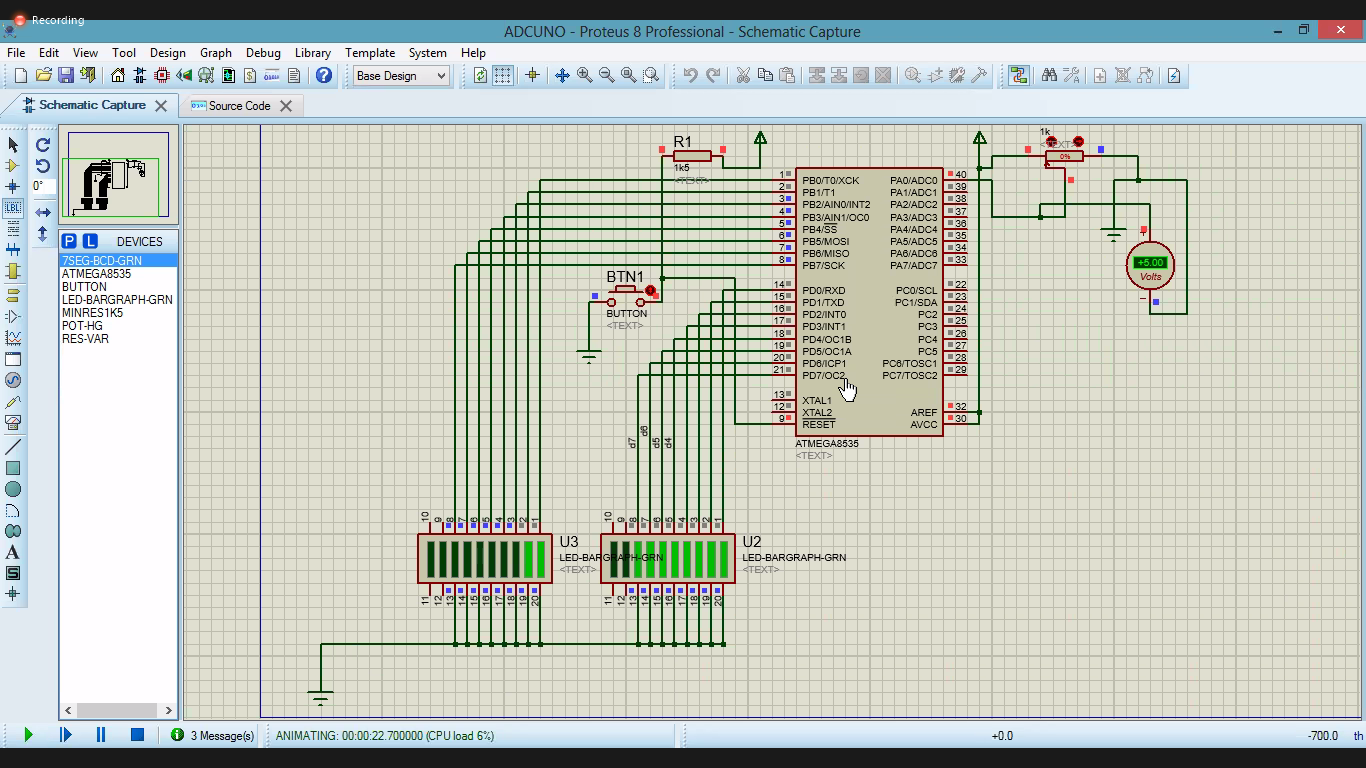 Recording
ADCUNO - Proteus 8 Professional - Schematic Capture
File Edit View Tool Design Graph Debug Library Template System Help
Base Design
Schematic Capture
Source Code
0°
P L DEVICES
7SEG-BCD-GRN
ATMEGA8535
BUTTON
LED-BARGRAPH-GRN
MINRES1K5
POT-HG
RES-VAR
LBL
A
S
R1
1k5
<TEXT>
1k
<TEXT>
0%
1 PB0/T0/XCK PA0/ADC0 40
2 PB1/T1 PA1/ADC1 39
3 PB2/AIN0/INT2 PA2/ADC2 38
4 PB3/AIN1/OC0 PA3/ADC3 37
5 PB4/SS PA4/ADC4 36
6 PB5/MOSI PA5/ADC5 35
7 PB6/MISO PA6/ADC6 34
8 PB7/SCK PA7/ADC7 33
14 PD0/RXD PC0/SCL 22
15 PD1/TXD PC1/SDA 23
16 PD2/INT0 PC2 24
17 PD3/INT1 PC3 25
18 PD4/OC1B PC4 26
19 PD5/OC1A PC5 27
20 PD6/ICP1 PC6/TOSC1 28
21 PD7/OC2 PC7/TOSC2 29
13 XTAL1
12 XTAL2 AREF 32
9 RESET AVCC 30
ATMEGA8535
<TEXT>
+
+5.00
Volts
−
BTN1
BUTTON
<TEXT>
d7 d6 d5 d4
10 9 8 7 6 5 4 3 2 1
U3
LED-BARGRAPH-GRN
<TEXT>
11 12 13 14 15 16 17 18 19 20
10 9 8 7 6 5 4 3 2 1
U2
LED-BARGRAPH-GRN
<TEXT>
11 12 13 14 15 16 17 18 19 20
3 Message(s)
ANIMATING: 00:00:22.700000 (CPU load 6%)
+0.0
-700.0
th